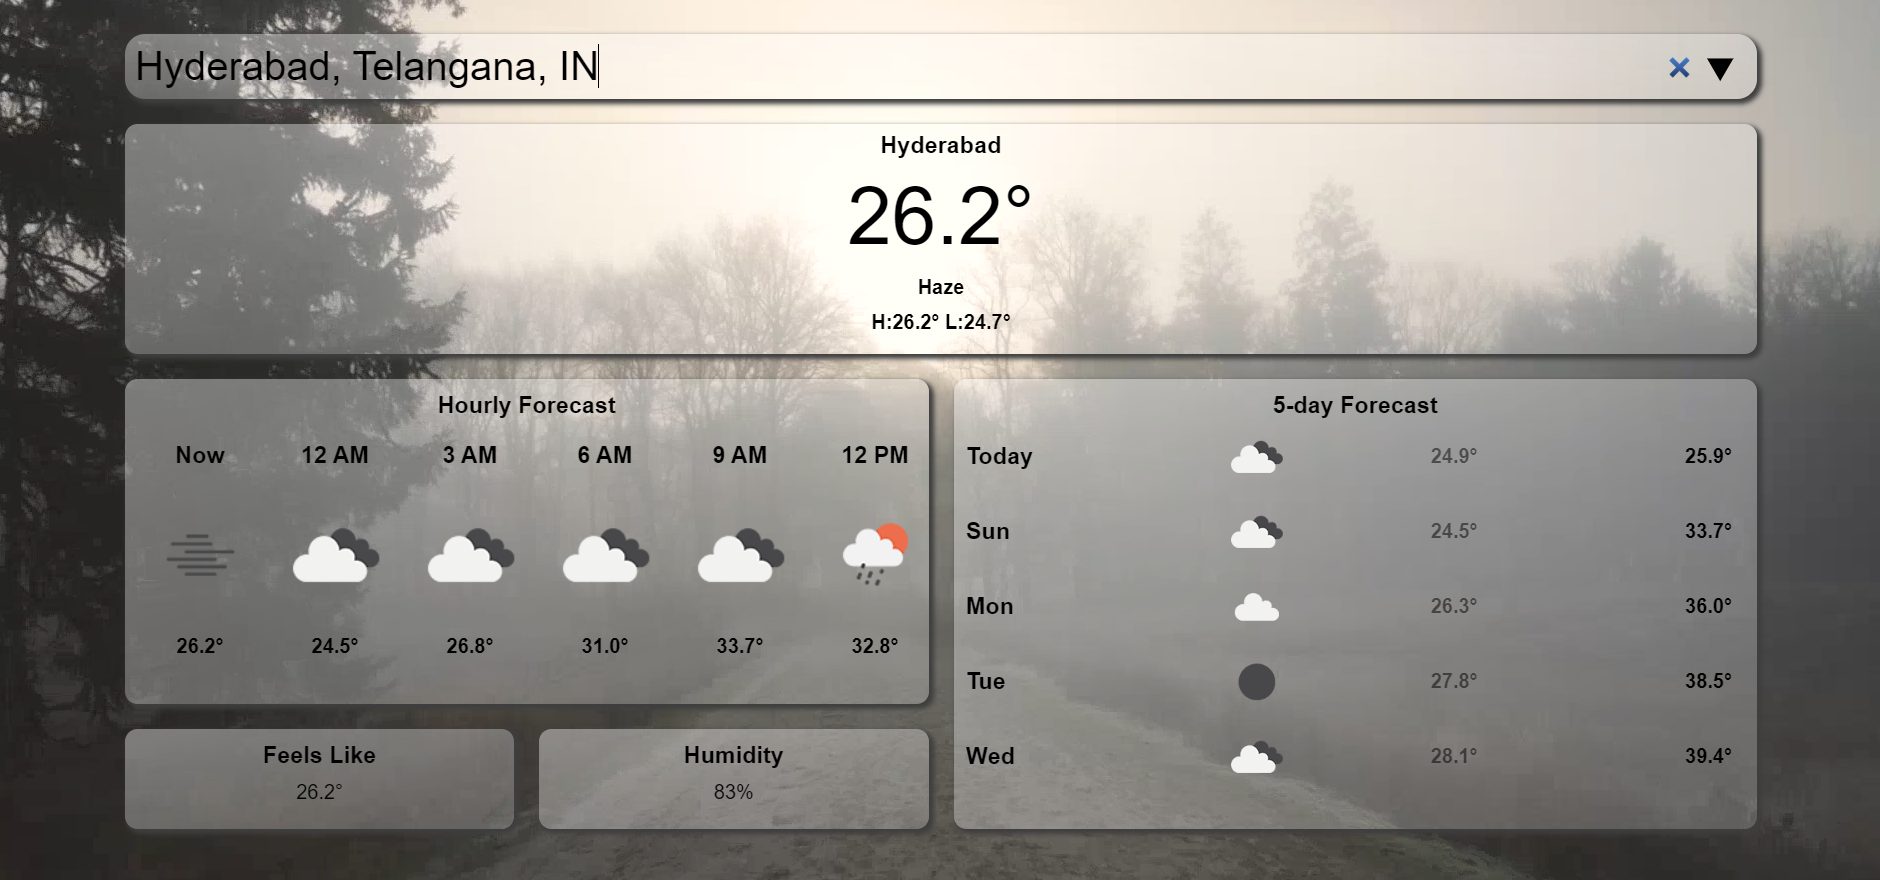 Hyderabad, Telangana, IN
Hyderabad
26.2°
Haze
H:26.2° L:24.7°
Hourly Forecast
Now 12 AM 3 AM 6 AM 9 AM 12 PM
26.2° 24.5° 26.8° 31.0° 33.7° 32.8°
Feels Like
26.2°
Humidity
83%
5-day Forecast
Today 24.9° 25.9°
Sun 24.5° 33.7°
Mon 26.3° 36.0°
Tue 27.8° 38.5°
Wed 28.1° 39.4°